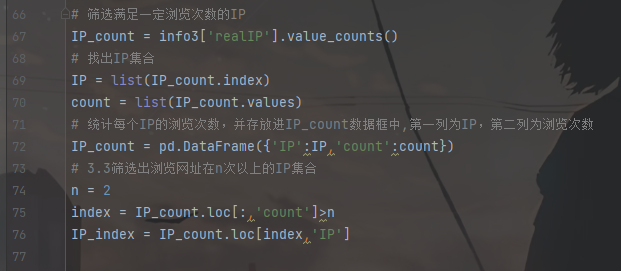 66 # 筛选满足一定浏览次数的IP
67 IP_count = info3['realIP'].value_counts()
68 # 找出IP集合
69 IP = list(IP_count.index)
70 count = list(IP_count.values)
71 # 统计每个IP的浏览次数，并存放进IP_count数据框中,第一列为IP，第二列为浏览次数
72 IP_count = pd.DataFrame({'IP':IP,'count':count})
73 # 3.3筛选出浏览网址在n次以上的IP集合
74 n = 2
75 index = IP_count.loc[:,'count']>n
76 IP_index = IP_count.loc[index,'IP']
77